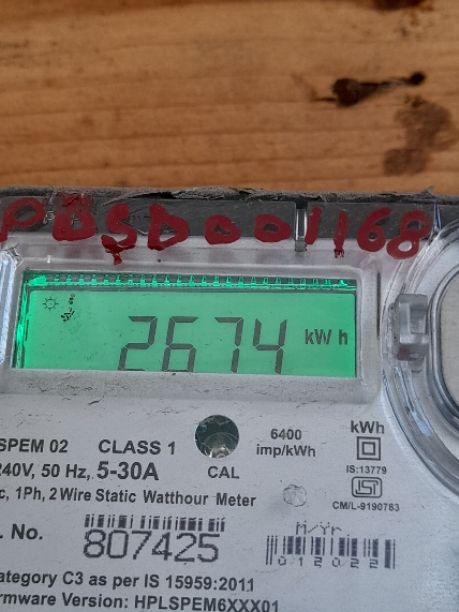 PBSD001168
2674 kWh
SPEM 02 CLASS 1
240V, 50 Hz, 5-30A
CAL
6400
imp/kWh
kWh
IS:13779
c, 1Ph, 2 Wire Static Watthour Meter
CM/L-9190783
. No.
807425
M/Yr
012022
ategory C3 as per IS 15959:2011
rmware Version: HPLSPEM6XXX01